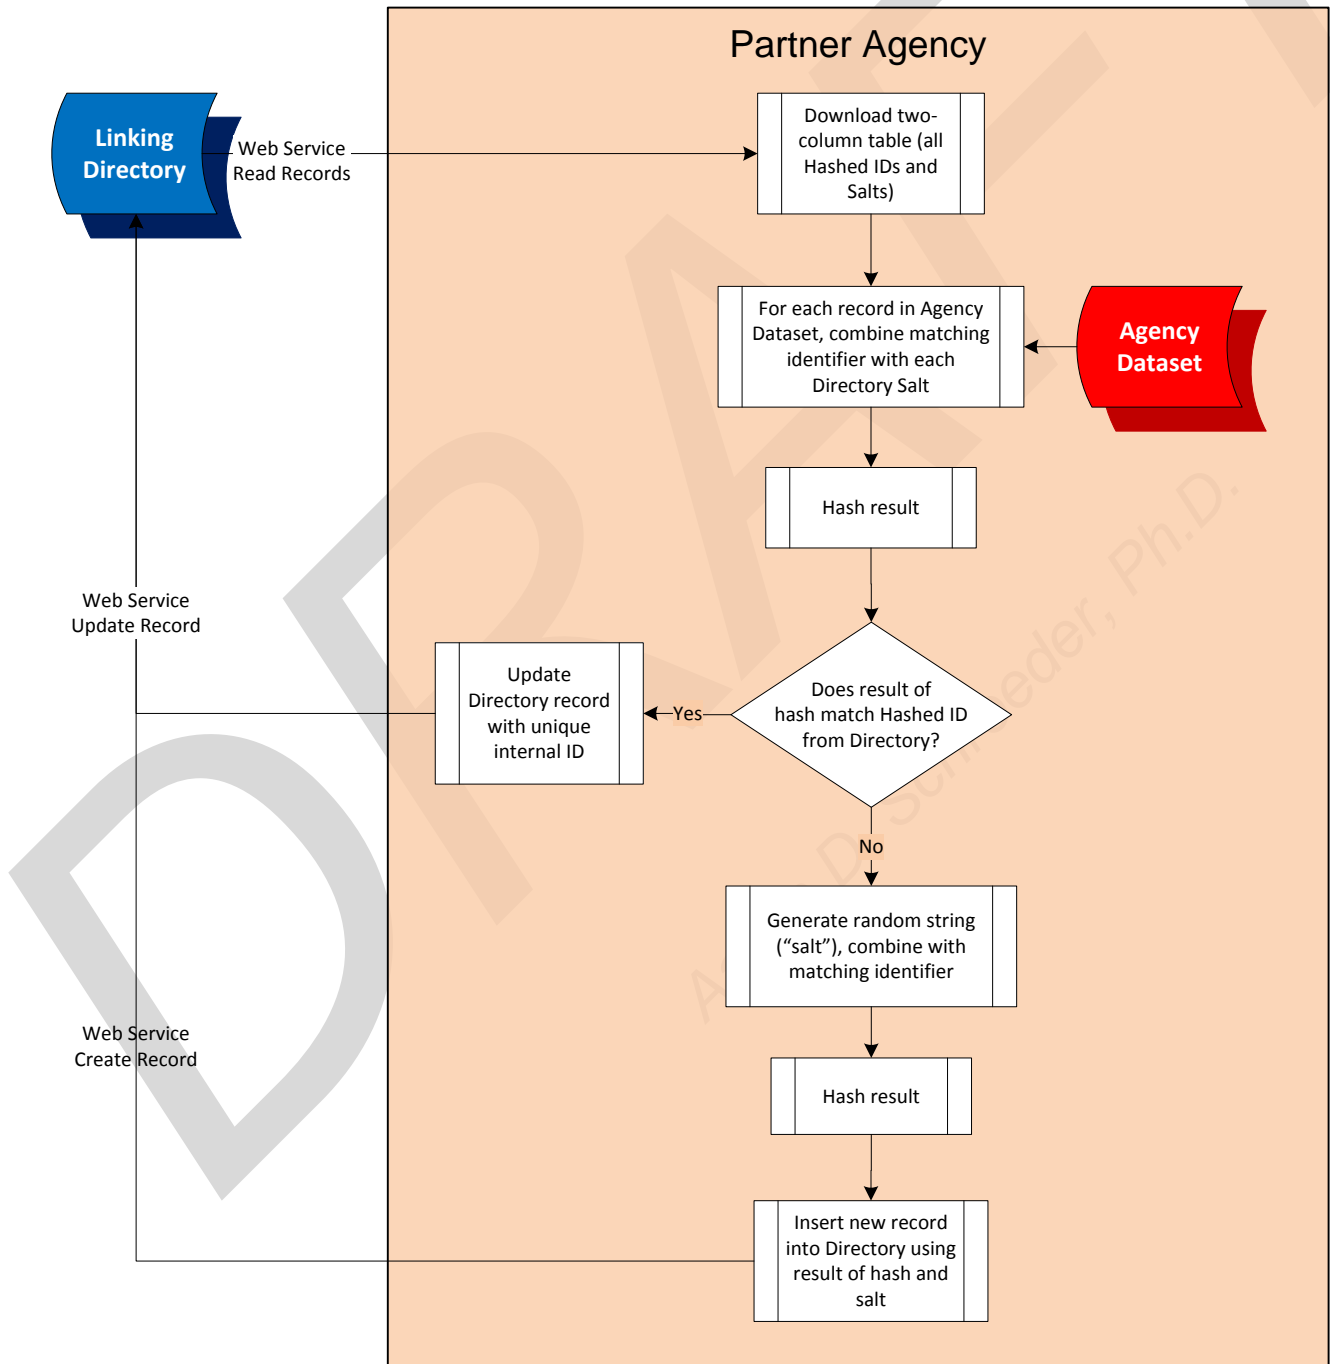 Partner Agency
Linking
Directory
Web Service
Read Records
Download two-
column table (all
Hashed IDs and
Salts)
For each record in Agency
Dataset, combine matching
identifier with each
Directory Salt
Agency
Dataset
Hash result
Does result of
hash match Hashed ID
from Directory?
Yes
Update
Directory record
with unique
internal ID
Web Service
Update Record
No
Generate random string
(“salt”), combine with
matching identifier
Hash result
Web Service
Create Record
Insert new record
into Directory using
result of hash and
salt
DRAFT
D. Ph.D.